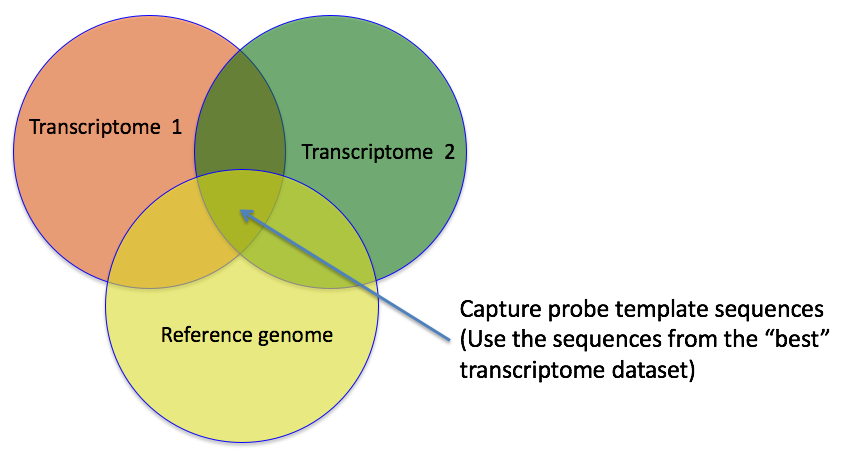 Transcriptome 1
Transcriptome 2
Reference genome
Capture probe template sequences
(Use the sequences from the “best”
transcriptome dataset)